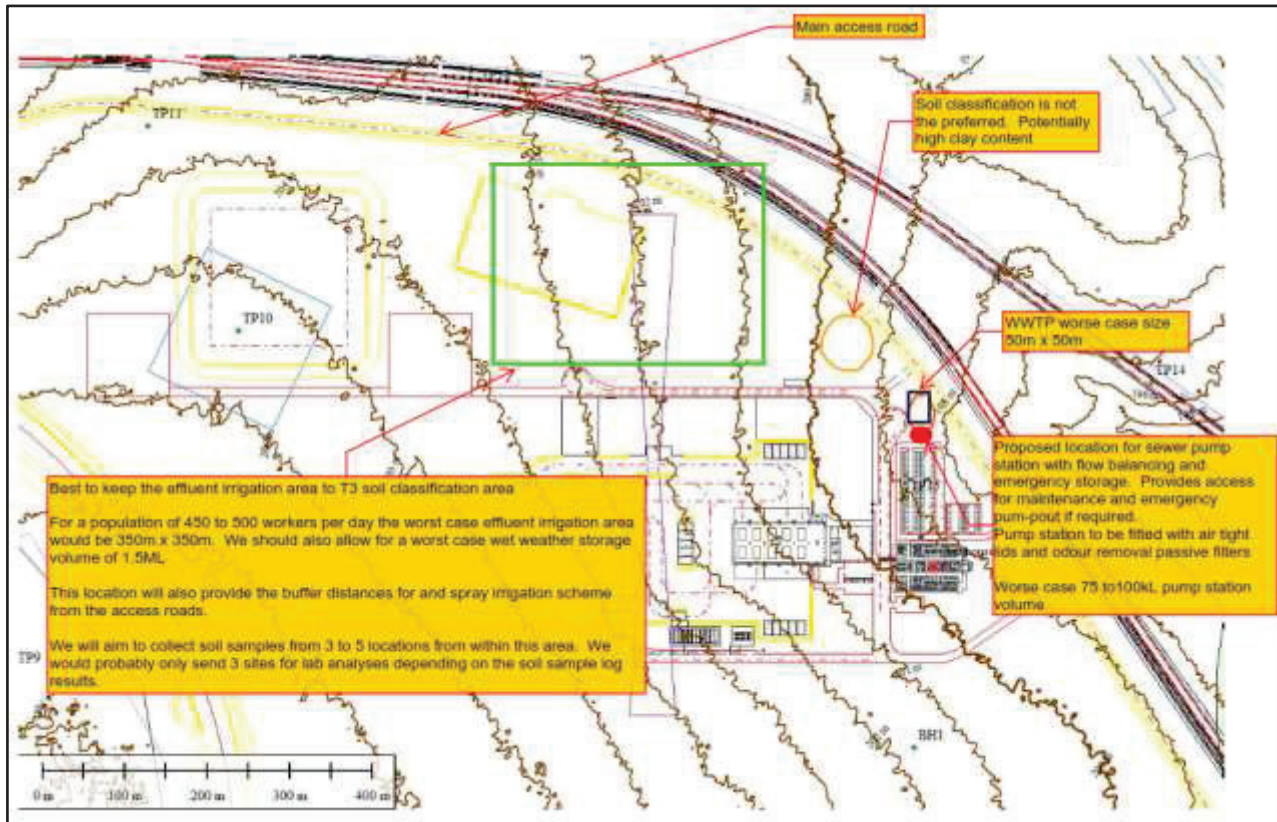 Main access road
TP11
Soil classification is not
the preferred. Potentially
high clay content
TP10
WWTP worse case size
50m x 50m
TP14
Proposed location for sewer pump
station with flow balancing and
emergency storage. Provides access
for maintenance and emergency
pum-pout if required.
Pump station to be fitted with air tight
lids and odour removal passive filters
Worse case 75 to100kL pump station
volume
Best to keep the effluent irrigation area to T3 soil classification area
For a population of 450 to 500 workers per day the worst case effluent irrigation area
would be 350m x 350m. We should also allow for a worst case wet weather storage
volume of 1.5ML
This location will also provide the buffer distances for and spray irrigation scheme
from the access roads.
We will aim to collect soil samples from 3 to 5 locations from within this area. We
would probably only send 3 sites for lab analyses depending on the soil sample log
results.
TP9
BH1
0 m 100 m 200 m 300 m 400 m